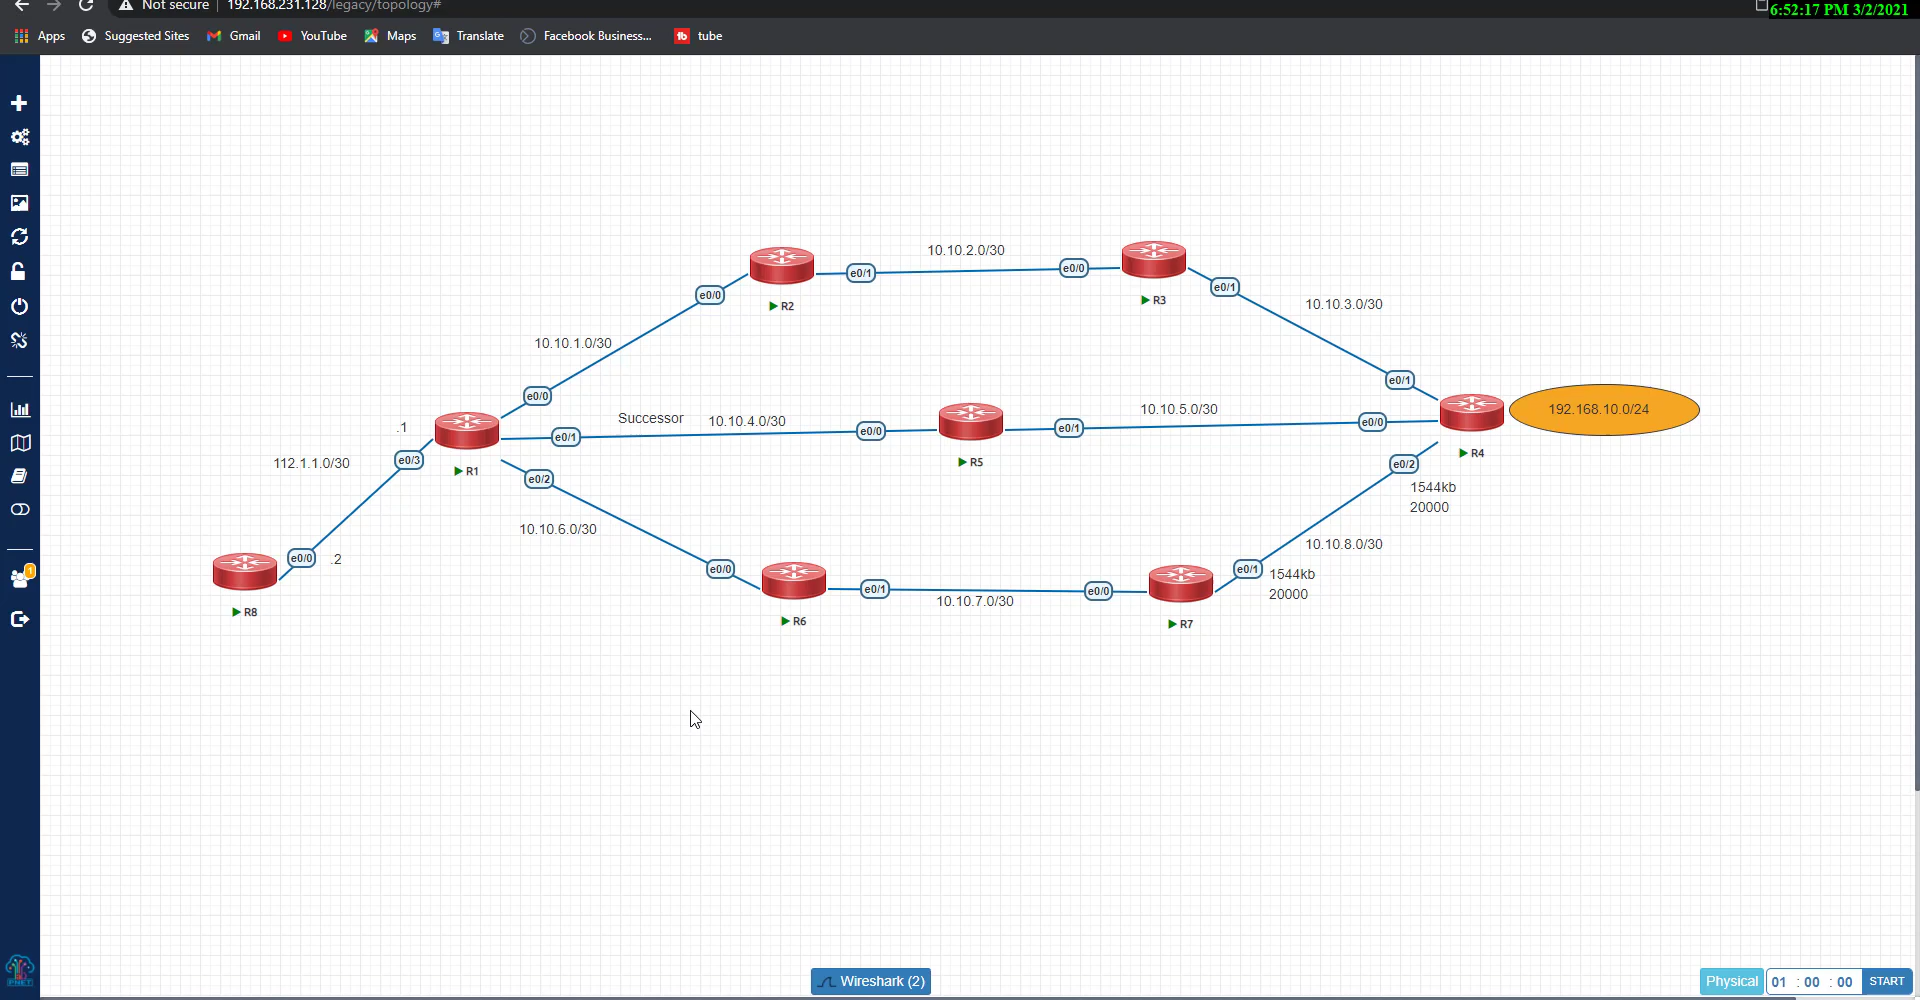 Not secure 192.168.231.128/legacy/topology#
6:52:17 PM 3/2/2021
Apps Suggested Sites Gmail YouTube Maps Translate Facebook Business... tube
10.10.2.0/30
e0/1 e0/0
R2 R3
e0/0 e0/1
10.10.3.0/30
10.10.1.0/30
e0/0 e0/1
Successor 10.10.4.0/30 10.10.5.0/30 192.168.10.0/24
.1
e0/1 e0/0 e0/1 e0/0
112.1.1.0/30 e0/3 R1 R5 R4
e0/2 e0/2
1544kb
20000
10.10.6.0/30
10.10.8.0/30
e0/0 .2
e0/0 e0/1 1544kb
20000
e0/1 e0/0
10.10.7.0/30
R8 R6 R7
1
PNET
Wireshark (2)
Physical 01 : 00 : 00 START